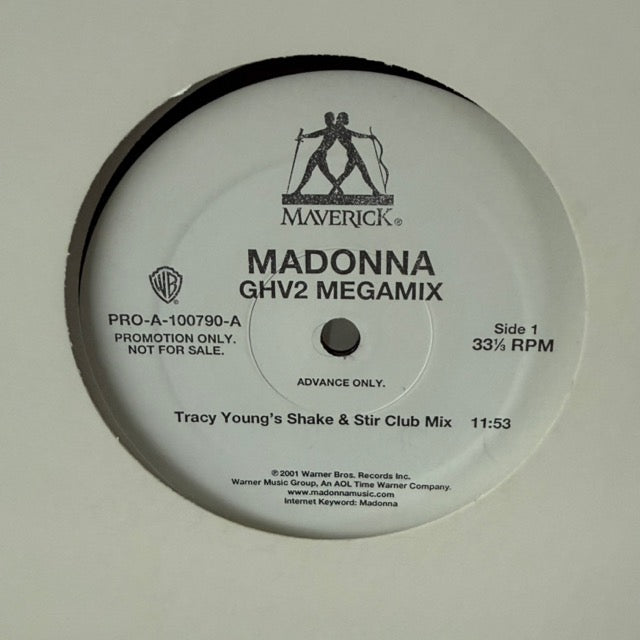 MAVERICK®
MADONNA
GHV2 MEGAMIX
WB®
PRO-A-100790-A
PROMOTION ONLY.
NOT FOR SALE.
Side 1
33⅓ RPM
ADVANCE ONLY.
Tracy Young's Shake & Stir Club Mix 11:53
℗ 2001 Warner Bros. Records Inc.
Warner Music Group, An AOL Time Warner Company.
www.madonnamusic.com
Internet Keyword: Madonna